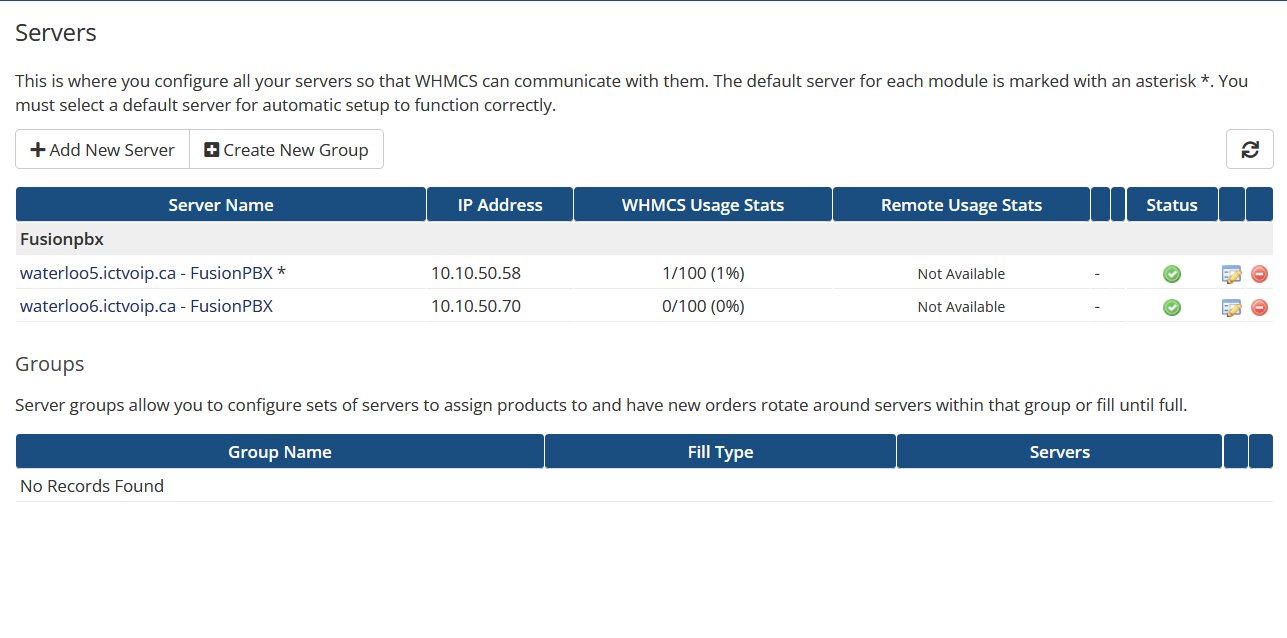 Servers
This is where you configure all your servers so that WHMCS can communicate with them. The default server for each module is marked with an asterisk *. You
must select a default server for automatic setup to function correctly.
Add New Server Create New Group
Server Name IP Address WHMCS Usage Stats Remote Usage Stats Status
Fusionpbx
waterloo5.ictvoip.ca - FusionPBX * 10.10.50.58 1/100 (1%) Not Available -
waterloo6.ictvoip.ca - FusionPBX 10.10.50.70 0/100 (0%) Not Available -
Groups
Server groups allow you to configure sets of servers to assign products to and have new orders rotate around servers within that group or fill until full.
Group Name Fill Type Servers
No Records Found